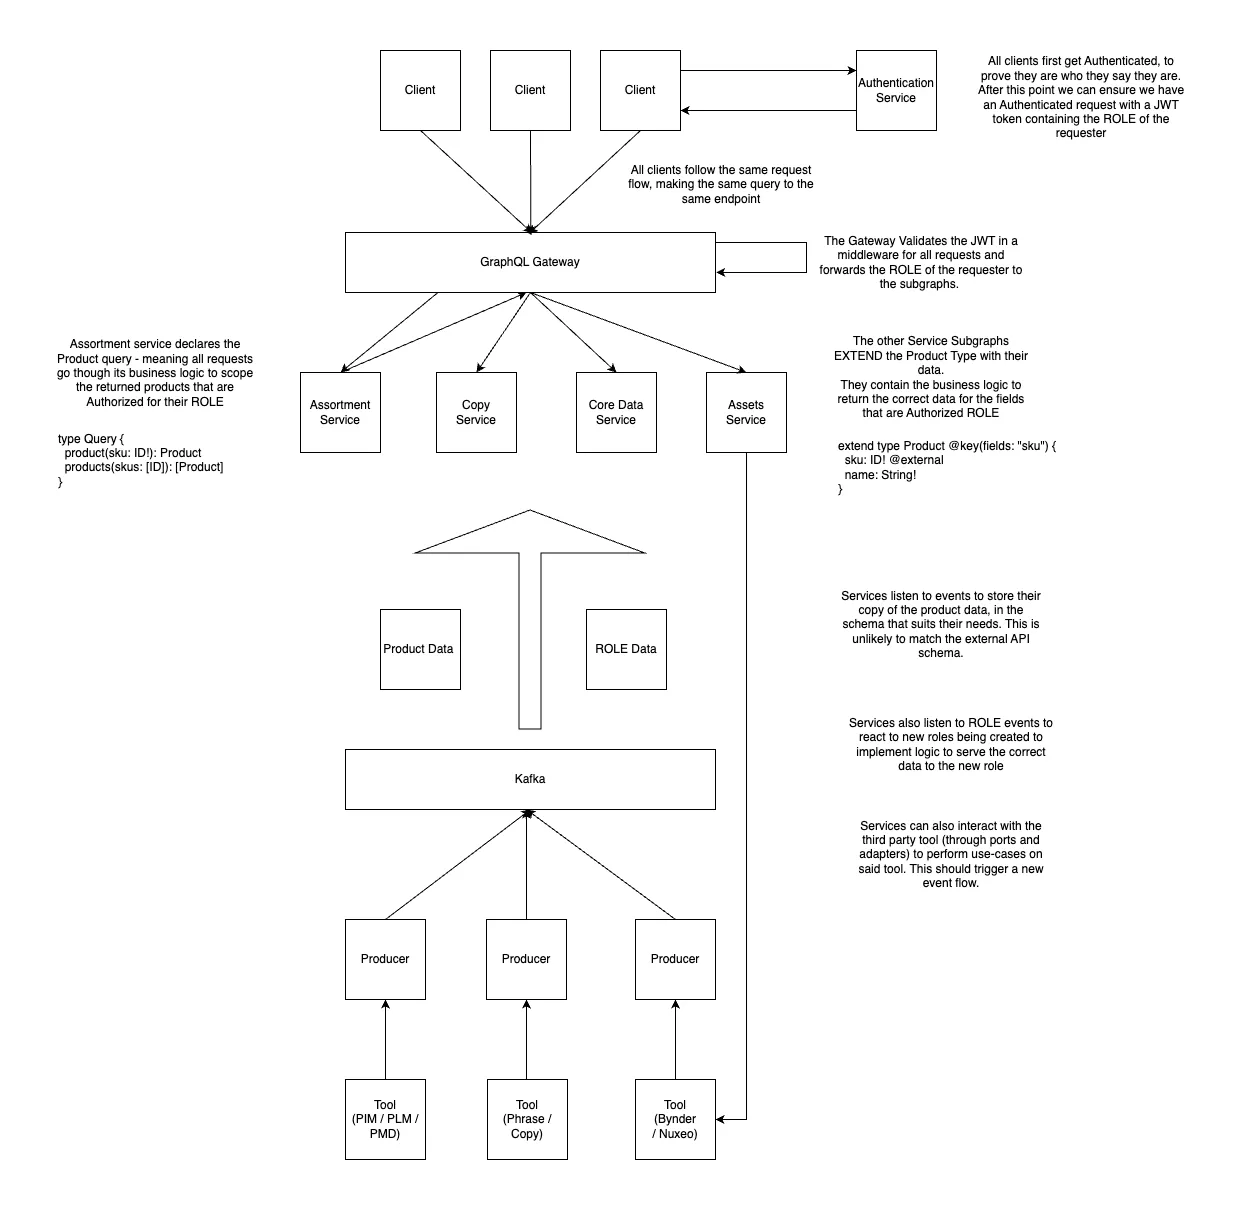 Client
Client
Client
Authentication
Service
All clients first get Authenticated, to
prove they are who they say they are.
After this point we can ensure we have
an Authenticated request with a JWT
token containing the ROLE of the
requester
All clients follow the same request
flow, making the same query to the
same endpoint
GraphQL Gateway
The Gateway Validates the JWT in a
middleware for all requests and
forwards the ROLE of the requester to
the subgraphs.
Assortment service declares the
Product query - meaning all requests
go though its business logic to scope
the returned products that are
Authorized for their ROLE
type Query {
product(sku: ID!): Product
products(skus: [ID]): [Product]
}
Assortment
Service
Copy
Service
Core Data
Service
Assets
Service
The other Service Subgraphs
EXTEND the Product Type with their
data.
They contain the business logic to
return the correct data for the fields
that are Authorized ROLE
extend type Product @key(fields: "sku") {
sku: ID! @external
name: String!
}
Product Data
ROLE Data
Services listen to events to store their
copy of the product data, in the
schema that suits their needs. This is
unlikely to match the external API
schema.
Services also listen to ROLE events to
react to new roles being created to
implement logic to serve the correct
data to the new role
Kafka
Services can also interact with the
third party tool (through ports and
adapters) to perform use-cases on
said tool. This should trigger a new
event flow.
Producer
Producer
Producer
Tool
(PIM / PLM /
PMD)
Tool
(Phrase /
Copy)
Tool
(Bynder
/ Nuxeo)